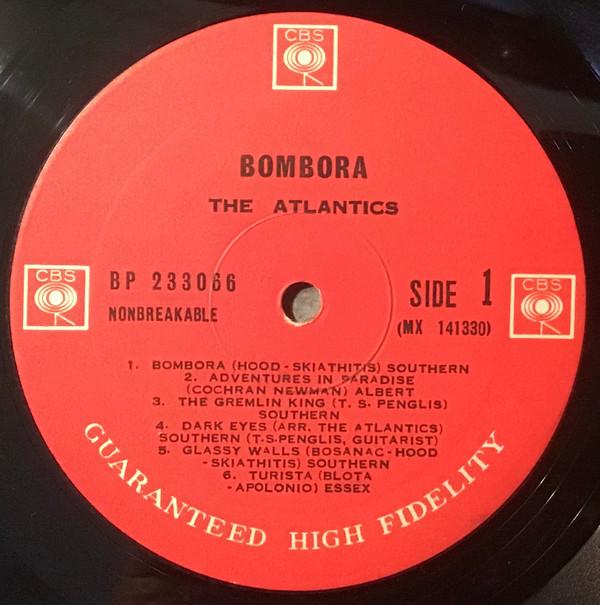 CBS
BOMBORA
THE ATLANTICS
CBS
BP 233066
NONBREAKABLE
SIDE 1
(MX 141330)
CBS
1. BOMBORA (HOOD-SKIATHITIS) SOUTHERN
2. ADVENTURES IN PARADISE
(COCHRAN NEWMAN) ALBERT
3. THE GREMLIN KING (T. S. PENGLIS)
SOUTHERN
4. DARK EYES (ARR. THE ATLANTICS)
SOUTHERN (T.S.PENGLIS, GUITARIST)
5. GLASSY WALLS (BOSANAC-HOOD
-SKIATHITIS) SOUTHERN
6. TURISTA (BLOTA
-APOLONIO) ESSEX
GUARANTEED HIGH FIDELITY